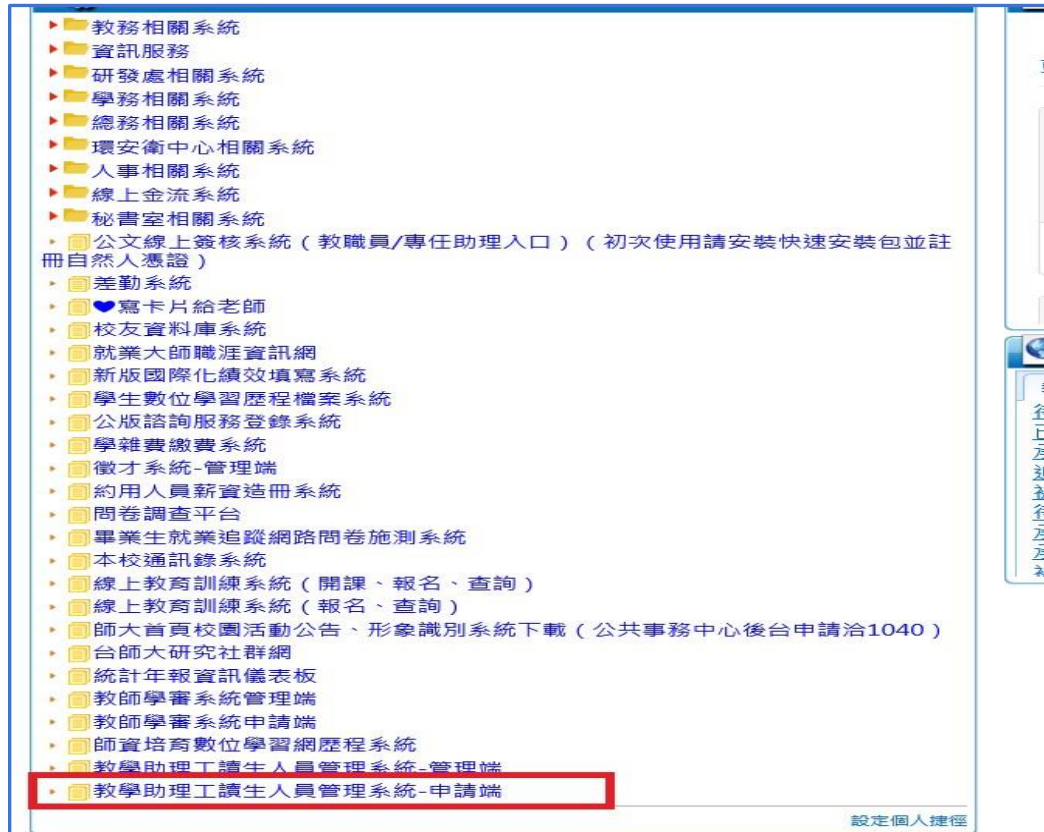 教務相關系統
資訊服務
研發處相關系統
學務相關系統
總務相關系統
環安衛中心相關系統
人事相關系統
線上金流系統
秘書室相關系統
公文線上簽核系統（教職員/專任助理入口）（初次使用請安裝快速安裝包並註
冊自然人憑證）
差勤系統
♥寫卡片給老師
校友資料庫系統
就業大師職涯資訊網
新版國際化績效填寫系統
學生數位學習歷程檔案系統
公版諮詢服務登錄系統
學雜費繳費系統
徵才系統-管理端
約用人員薪資造冊系統
問卷調查平台
畢業生就業追蹤網路問卷施測系統
本校通訊錄系統
線上教育訓練系統（開課、報名、查詢）
線上教育訓練系統（報名、查詢）
師大首頁校園活動公告、形象識別系統下載（公共事務中心後台申請洽1040）
台師大研究社群網
統計年報資訊儀表板
教師學審系統管理端
教師學審系統申請端
師資培育數位學習網歷程系統
教學助理工讀生人員管理系統-管理端
教學助理工讀生人員管理系統-申請端
設定個人捷徑